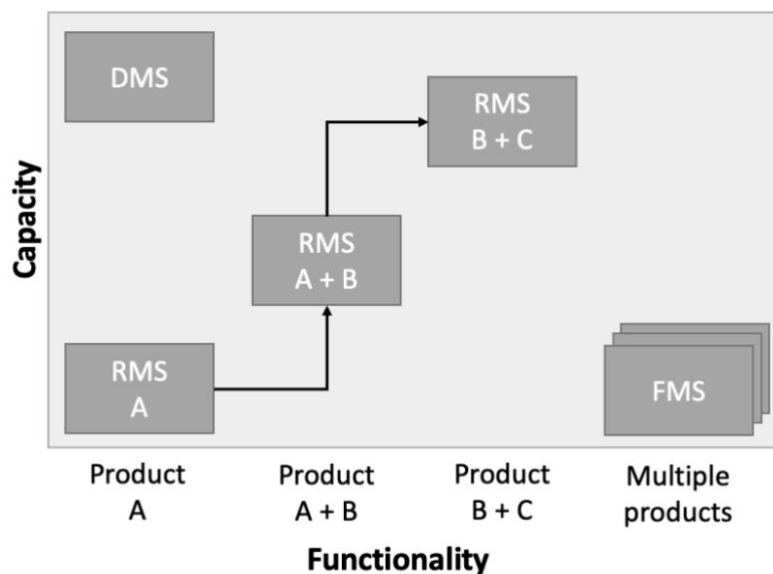 DMS
RMS
B + C
RMS
A + B
RMS
A
FMS
Capacity
Product
A
Product
A + B
Product
B + C
Multiple
products
Functionality